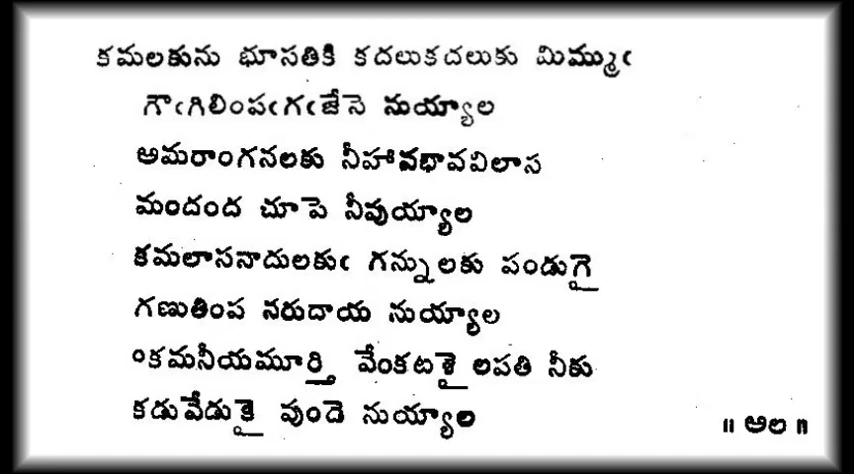 కమలకును భూసతికి కదలుకదలుకు మిమ్ముఁ
గౌఁగిలింపఁగఁజేసె నుయ్యాల
అమరాంగనలకు నీహావభావవిలాస
మందంద చూపె నీవుయ్యాల
కమలాసనాదులకుఁ గన్నులకు పండుగై
గణుతింప నరుదాయ నుయ్యాల
ంకమనీయమూర్తి వేంకటశైలపతి నీకు
కడువేడుకై వుండె నుయ్యాల
॥ అల ॥